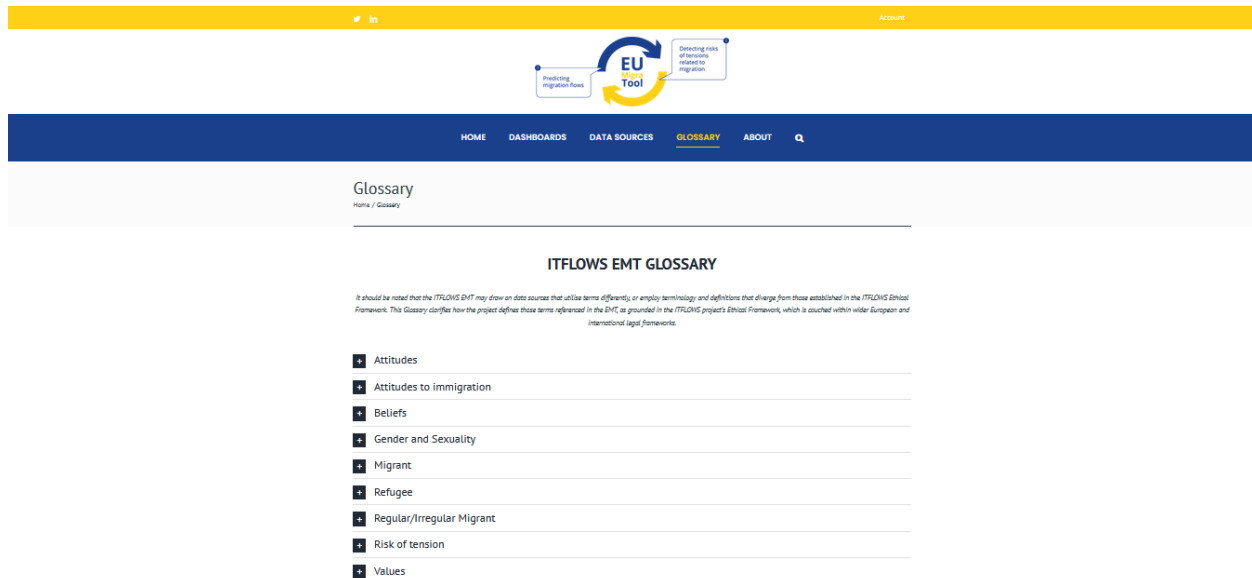 Account
Predicting
migration flows
EU
Migra
Tool
Detecting risks
of tensions
related to
migration
HOME DASHBOARDS DATA SOURCES GLOSSARY ABOUT
Glossary
Home / Glossary
ITFLOWS EMT GLOSSARY
It should be noted that the ITFLOWS EMT may draw on data sources that utilise terms differently, or employ terminology and definitions that diverge from those established in the ITFLOWS Ethical
Framework. This Glossary clarifies how the project defines those terms referenced in the EMT, as grounded in the ITFLOWS project's Ethical Framework, which is couched within wider European and
international legal frameworks.
+ Attitudes
+ Attitudes to immigration
+ Beliefs
+ Gender and Sexuality
+ Migrant
+ Refugee
+ Regular/Irregular Migrant
+ Risk of tension
+ Values